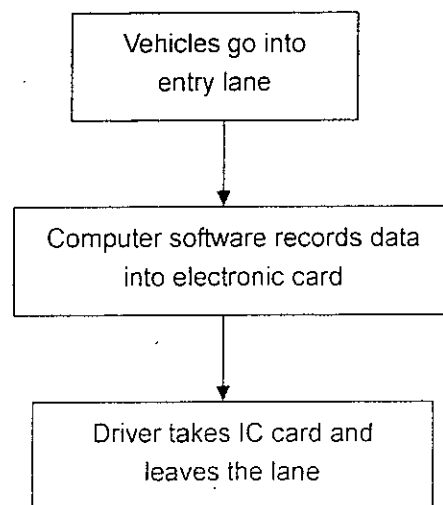 Vehicles go into
entry lane
Computer software records data
into electronic card
Driver takes IC card and
leaves the lane